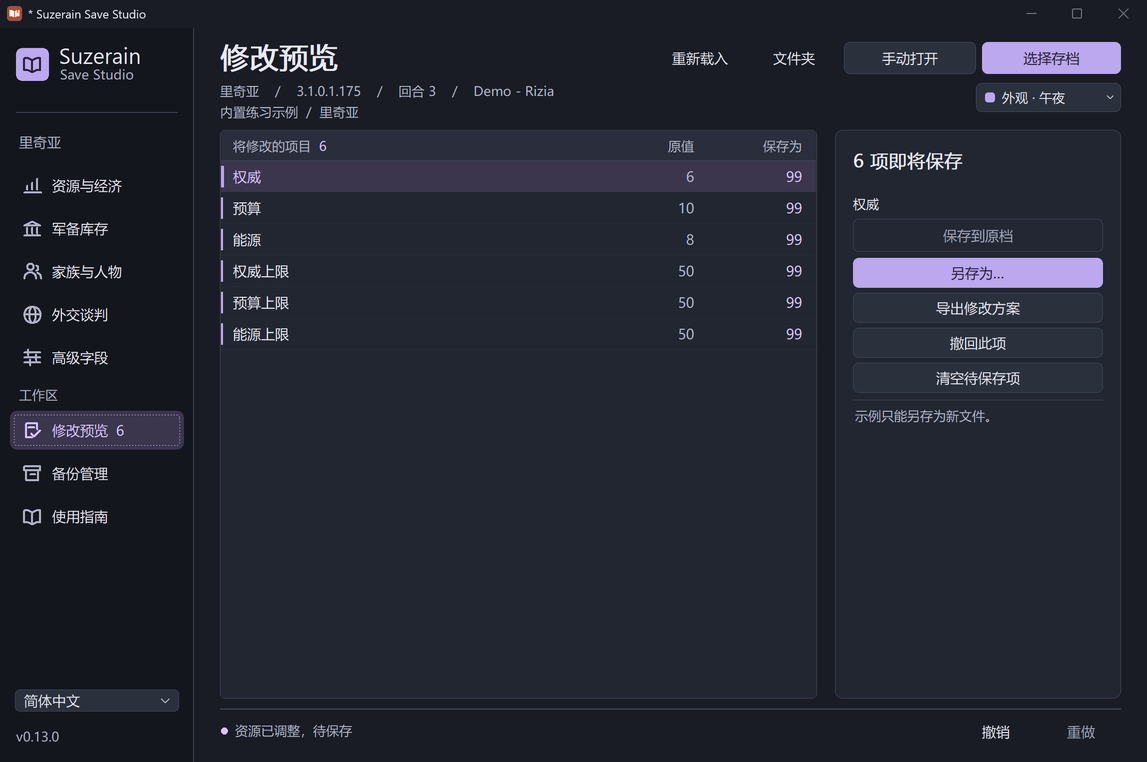 * Suzerain Save Studio
Suzerain
Save Studio
里奇亚
资源与经济
军备库存
家族与人物
外交谈判
高级字段
工作区
修改预览 6
备份管理
使用指南
简体中文
v0.13.0
修改预览
重新载入 文件夹 手动打开 选择存档
里奇亚 / 3.1.0.1.175 / 回合 3 / Demo - Rizia
外观 · 午夜
内置练习示例 / 里奇亚
将修改的项目 6 原值 保存为
权威 6 99
预算 10 99
能源 8 99
权威上限 50 99
预算上限 50 99
能源上限 50 99
6 项即将保存
权威
保存到原档
另存为...
导出修改方案
撤回此项
清空待保存项
示例只能另存为新文件。
资源已调整，待保存
撤销 重做